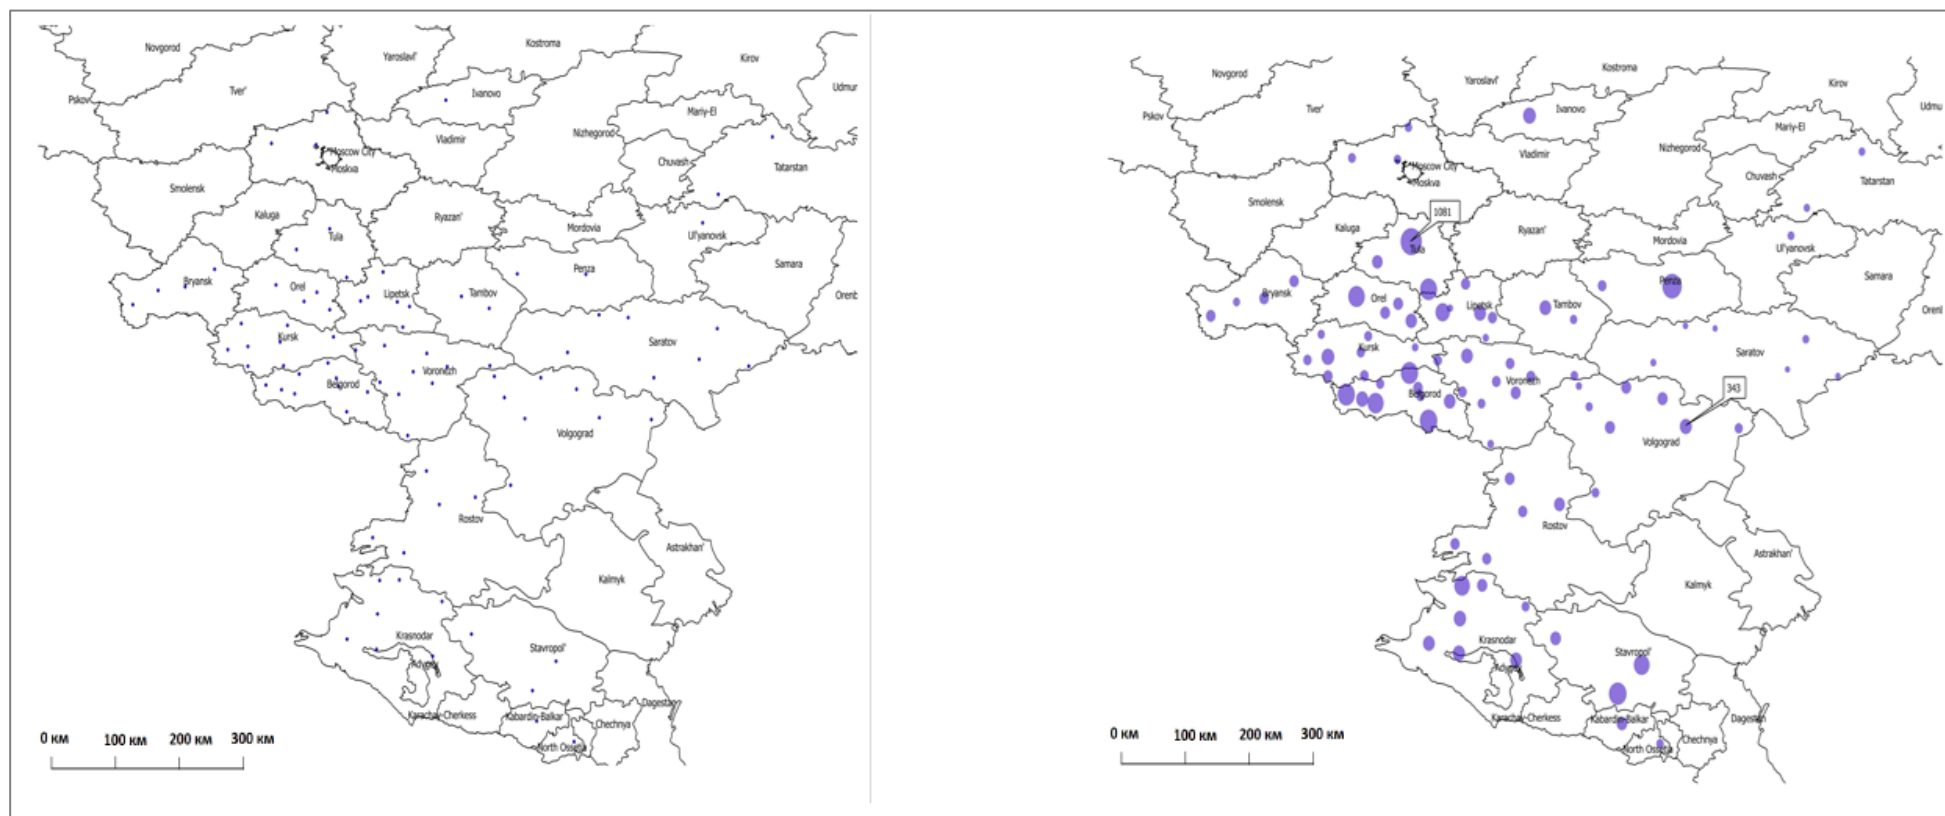 Novgorod
Yaroslavl'
Kostroma
Kirov
Pskov
Tver'
Ivanovo
Udmur
Mariy-El
Vladimir
Nizhegorod
Moscow City
Moskva
Chuvash
Tatarstan
Smolensk
Kaluga
Ryazan'
Tula
Mordovia
Ul'yanovsk
Samara
Bryansk
Orel
Lipetsk
Tambov
Penza
Orenb
Kursk
Saratov
Belgorod
Voronezh
Volgograd
Rostov
Astrakhan'
Kalmyk
Krasnodar
Adygey
Stavropol'
Karachay-Cherkess
Kabardin-Balkar
Chechnya
Dagestan
North Ossetia
0 км 100 км 200 км 300 км
Novgorod
Yaroslavl'
Kostroma
Kirov
Pskov
Tver'
Ivanovo
Udmu
Mariy-El
Vladimir
Nizhegorod
Moscow City
Moskva
Chuvash
Tatarstan
Smolensk
Kaluga
1081
Ryazan'
Tula
Mordovia
Ul'yanovsk
Samara
Bryansk
Orel
Lipetsk
Tambov
Penza
Orenl
Kursk
Saratov
Belgorod
Voronezh
343
Volgograd
Rostov
Astrakhan'
Kalmyk
Krasnodar
Adygey
Stavropol'
Karachay-Cherkess
Kabardin-Balkar
Chechnya
Dagestan
North Ossetia
0 км 100 км 200 км 300 км